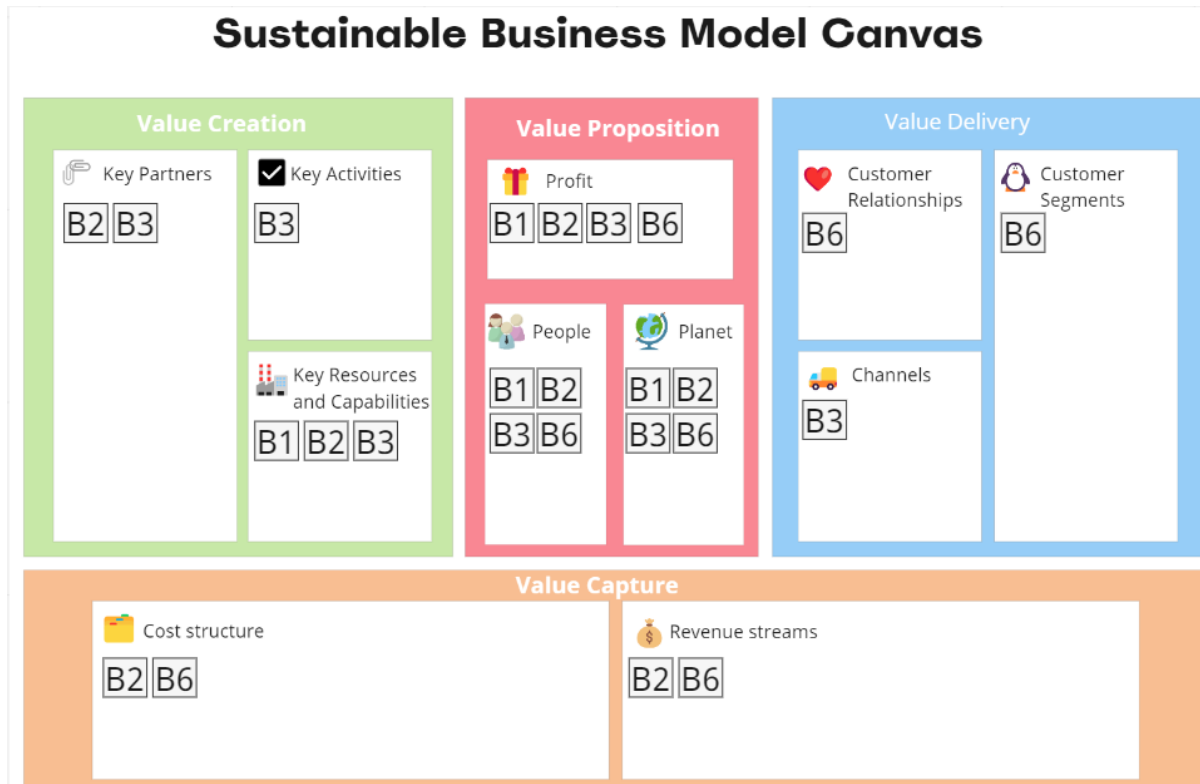 Sustainable Business Model Canvas
Value Creation
Key Partners
B2 B3
Key Activities
B3
Key Resources
and Capabilities
B1 B2 B3
Value Proposition
Profit
B1 B2 B3 B6
People
B1 B2
B3 B6
Planet
B1 B2
B3 B6
Value Delivery
Customer
Relationships
B6
Channels
B3
Customer
Segments
B6
Value Capture
Cost structure
B2 B6
$
Revenue streams
B2 B6